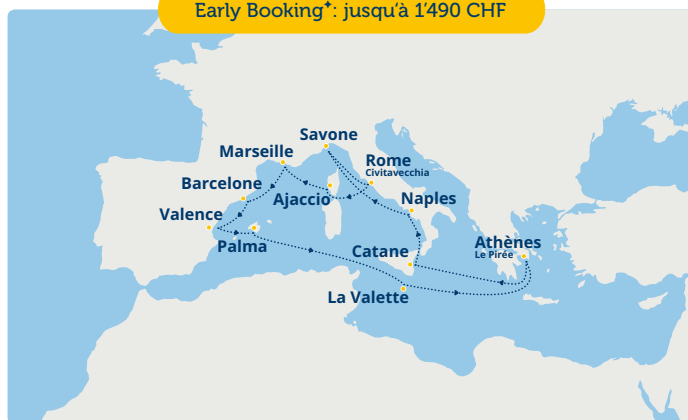 Early Booking✦: jusqu'à 1'490 CHF
Savone
Marseille
Rome
Civitavecchia
Barcelone
Ajaccio
Naples
Valence
Palma
Catane
Athènes
Le Pirée
La Valette